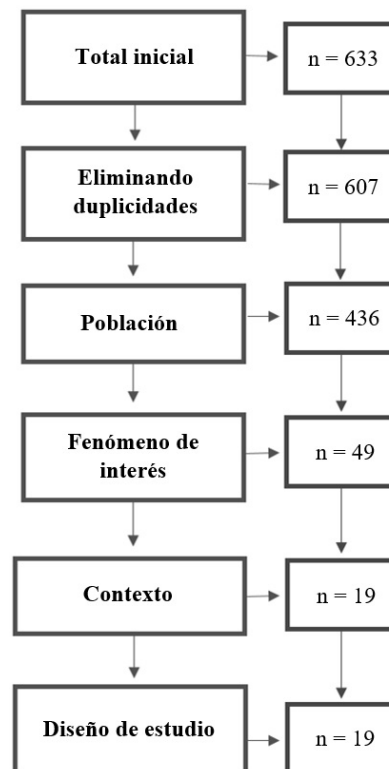 Total inicial
n = 633
Eliminando
duplicidades
n = 607
Población
n = 436
Fenómeno de
interés
n = 49
Contexto
n = 19
Diseño de estudio
n = 19